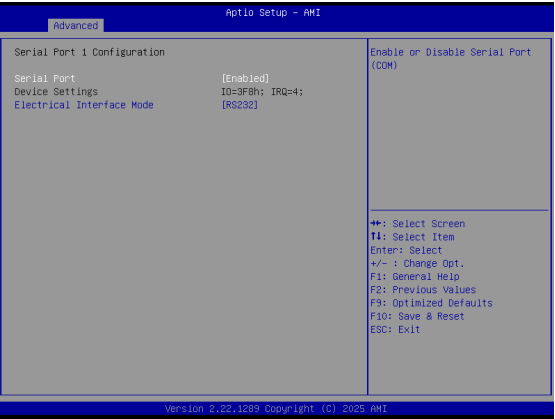 Aptio Setup - AMI
Advanced
Serial Port 1 Configuration
Serial Port [Enabled]
Device Settings IO=3F8h; IRQ=4;
Electrical Interface Mode [RS232]
Enable or Disable Serial Port
(COM)
→←: Select Screen
↑↓: Select Item
Enter: Select
+/- : Change Opt.
F1: General Help
F2: Previous Values
F9: Optimized Defaults
F10: Save & Reset
ESC: Exit
Version 2.22.1289 Copyright (C) 2025 AMI